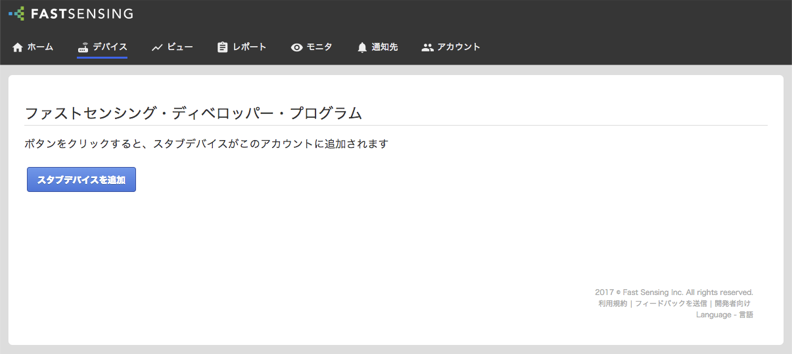 FASTSENSING
ホーム デバイス ビュー レポート モニタ 通知先 アカウント
ファストセンシング・ディベロッパー・プログラム
ボタンをクリックすると、スタブデバイスがこのアカウントに追加されます
スタブデバイスを追加
2017 © Fast Sensing Inc. All rights reserved.
利用規約 | フィードバックを送信 | 開発者向け
Language - 言語